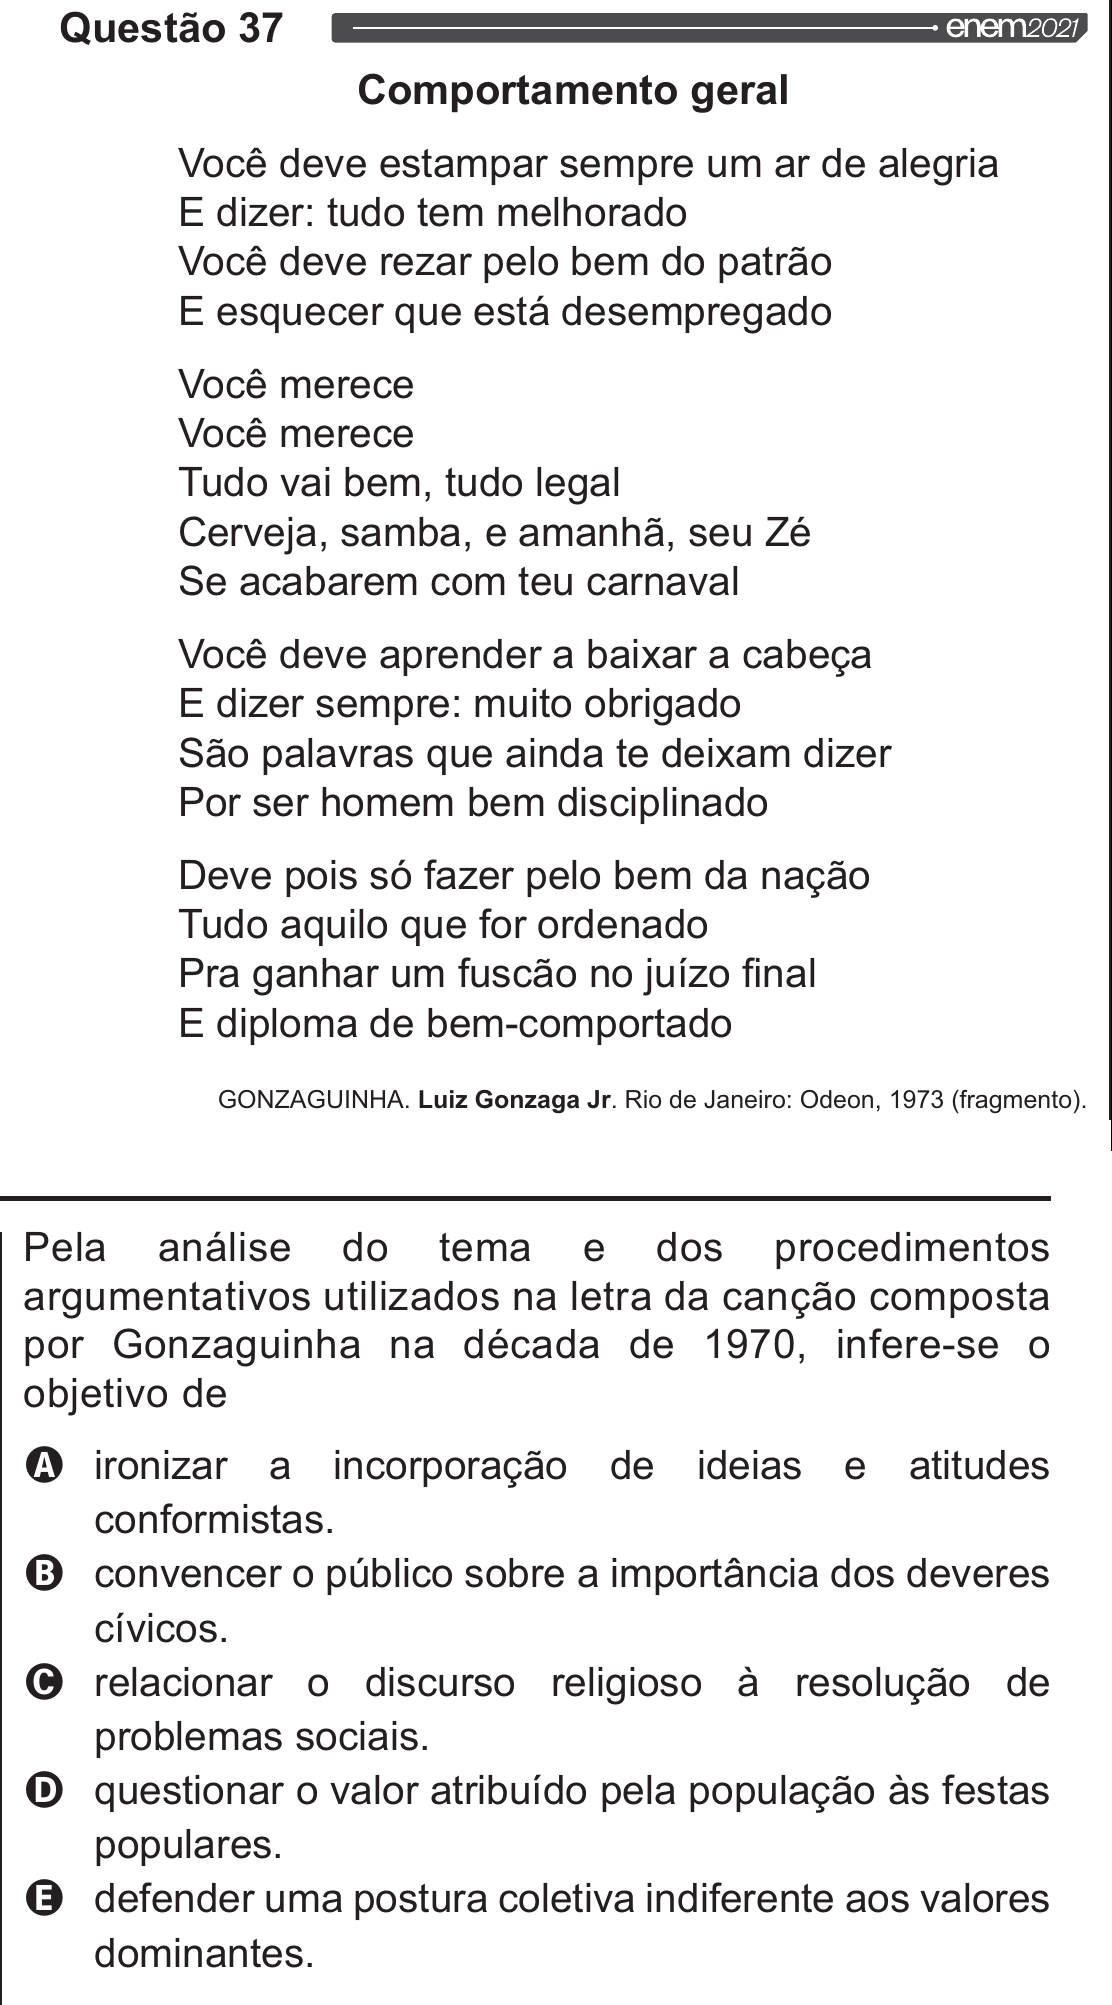 Questão 37 enem2021
Comportamento geral
Você deve estampar sempre um ar de alegria
E dizer: tudo tem melhorado
Você deve rezar pelo bem do patrão
E esquecer que está desempregado
Você merece
Você merece
Tudo vai bem, tudo legal
Cerveja, samba, e amanhã, seu Zé
Se acabarem com teu carnaval
Você deve aprender a baixar a cabeça
E dizer sempre: muito obrigado
São palavras que ainda te deixam dizer
Por ser homem bem disciplinado
Deve pois só fazer pelo bem da nação
Tudo aquilo que for ordenado
Pra ganhar um fuscão no juízo final
E diploma de bem-comportado
GONZAGUINHA. Luiz Gonzaga Jr. Rio de Janeiro: Odeon, 1973 (fragmento).
Pela análise do tema e dos procedimentos
argumentativos utilizados na letra da canção composta
por Gonzaguinha na década de 1970, infere-se o
objetivo de
A ironizar a incorporação de ideias e atitudes
conformistas.
B convencer o público sobre a importância dos deveres
cívicos.
C relacionar o discurso religioso à resolução de
problemas sociais.
D questionar o valor atribuído pela população às festas
populares.
E defender uma postura coletiva indiferente aos valores
dominantes.